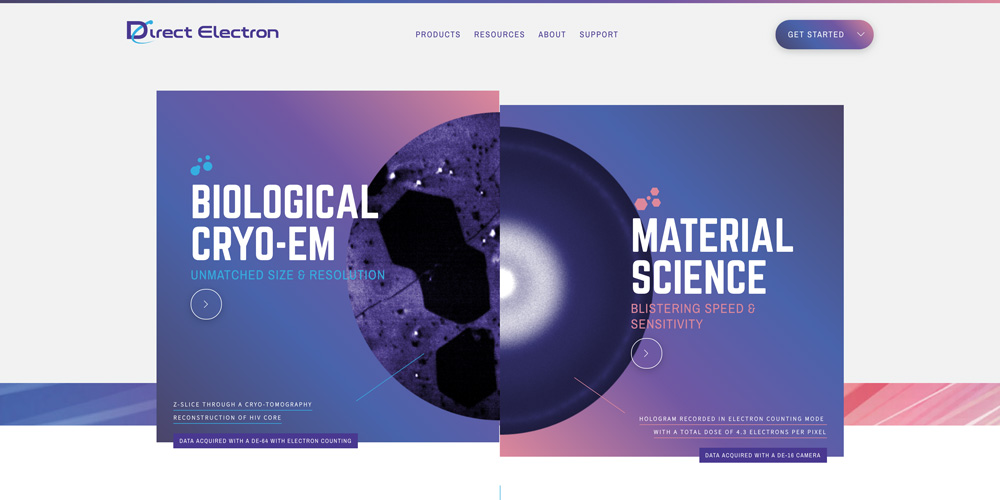 Direct Electron
PRODUCTS RESOURCES ABOUT SUPPORT
GET STARTED
BIOLOGICAL
CRYO-EM
UNMATCHED SIZE & RESOLUTION
Z-SLICE THROUGH A CRYO-TOMOGRAPHY
RECONSTRUCTION OF HIV CORE
DATA ACQUIRED WITH A DE-64 WITH ELECTRON COUNTING
MATERIAL
SCIENCE
BLISTERING SPEED &
SENSITIVITY
HOLOGRAM RECORDED IN ELECTRON COUNTING MODE
WITH A TOTAL DOSE OF 4.3 ELECTRONS PER PIXEL
DATA ACQUIRED WITH A DE-16 CAMERA